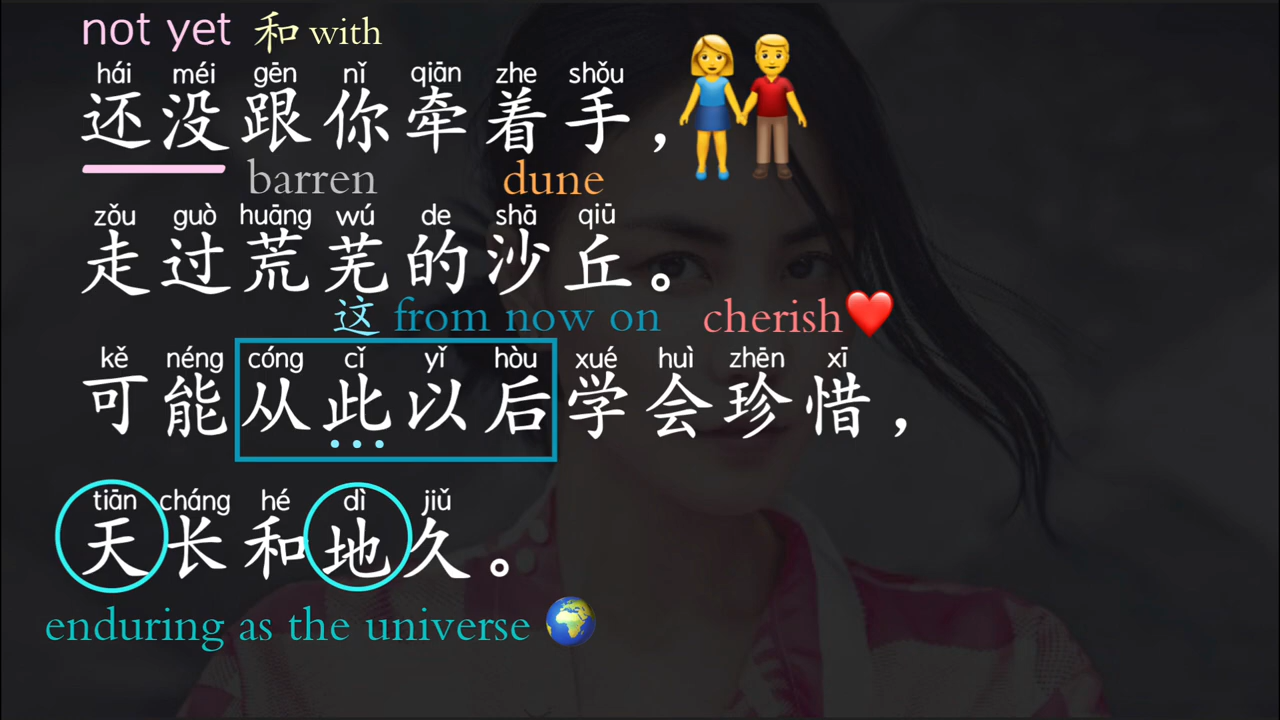 not yet 和 with
hái méi gēn nǐ qiān zhe shǒu
还没跟你牵着手，
barren dune
zǒu guò huāng wú de shā qiū
走过荒芜的沙丘。
这 from now on cherish
kě néng cóng cǐ yǐ hòu xué huì zhēn xī
可能从此以后学会珍惜，
tiān cháng hé dì jiǔ
天长和地久。
enduring as the universe